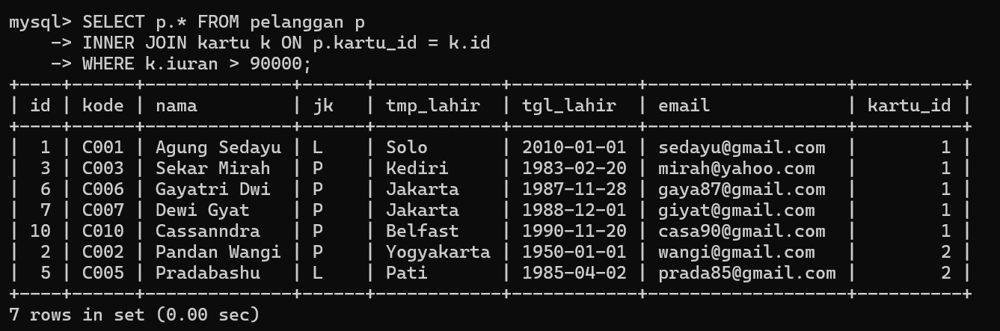 mysql> SELECT p.* FROM pelanggan p
    -> INNER JOIN kartu k ON p.kartu_id = k.id
    -> WHERE k.iuran > 90000;
+----+------+--------------+------+------------+------------+-------------------+----------+
| id | kode | nama         | jk   | tmp_lahir  | tgl_lahir  | email             | kartu_id |
+----+------+--------------+------+------------+------------+-------------------+----------+
|  1 | C001 | Agung Sedayu | L    | Solo       | 2010-01-01 | sedayu@gmail.com  |        1 |
|  3 | C003 | Sekar Mirah  | P    | Kediri     | 1983-02-20 | mirah@yahoo.com   |        1 |
|  6 | C006 | Gayatri Dwi  | P    | Jakarta    | 1987-11-28 | gaya87@gmail.com  |        1 |
|  7 | C007 | Dewi Gyat    | P    | Jakarta    | 1988-12-01 | giyat@gmail.com   |        1 |
| 10 | C010 | Cassanndra   | P    | Belfast    | 1990-11-20 | casa90@gmail.com  |        1 |
|  2 | C002 | Pandan Wangi | P    | Yogyakarta | 1950-01-01 | wangi@gmail.com   |        2 |
|  5 | C005 | Pradabashu   | L    | Pati       | 1985-04-02 | prada85@gmail.com |        2 |
+----+------+--------------+------+------------+------------+-------------------+----------+
7 rows in set (0.00 sec)